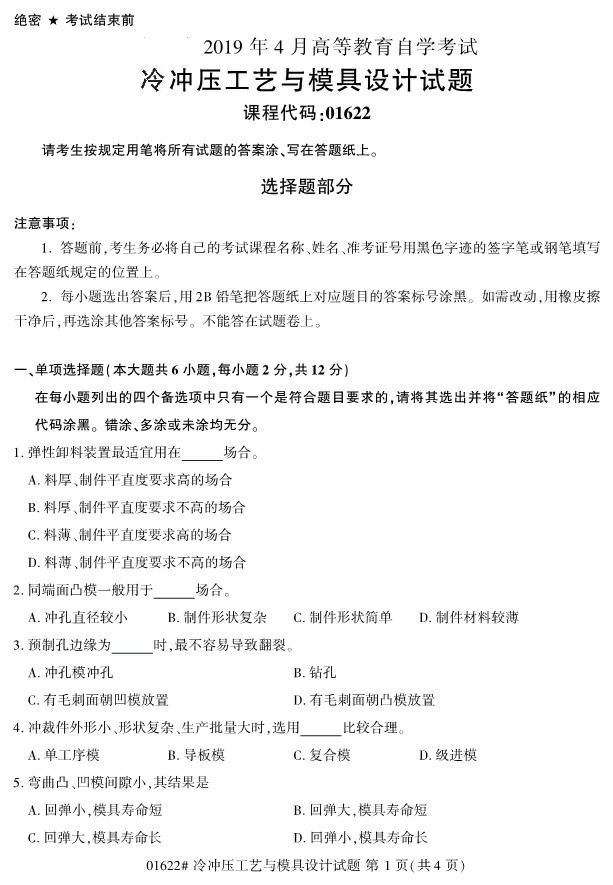 绝密 ★ 考试结束前
2019 年 4 月高等教育自学考试
冷冲压工艺与模具设计试题
课程代码:01622
请考生按规定用笔将所有试题的答案涂、写在答题纸上。
选择题部分
注意事项:
1. 答题前,考生务必将自己的考试课程名称、姓名、准考证号用黑色字迹的签字笔或钢笔填写
在答题纸规定的位置上。
2. 每小题选出答案后,用 2B 铅笔把答题纸上对应题目的答案标号涂黑。如需改动,用橡皮擦
干净后,再选涂其他答案标号。不能答在试题卷上。
一、单项选择题(本大题共 6 小题,每小题 2 分,共 12 分)
在每小题列出的四个备选项中只有一个是符合题目要求的,请将其选出并将“答题纸”的相应
代码涂黑。错涂、多涂或未涂均无分。
1. 弹性卸料装置最适宜用在______场合。
A. 料厚、制件平直度要求高的场合
B. 料厚、制件平直度要求不高的场合
C. 料薄、制件平直度要求高的场合
D. 料薄、制件平直度要求不高的场合
2. 同端面凸模一般用于______场合。
A. 冲孔直径较小 B. 制件形状复杂 C. 制件形状简单 D. 制件材料较薄
3. 预制孔边缘为______时,最不容易导致翻裂。
A. 冲孔模冲孔 B. 钻孔
C. 有毛刺面朝凹模放置 D. 有毛刺面朝凸模放置
4. 冲裁件外形小、形状复杂、生产批量大时,选用______比较合理。
A. 单工序模 B. 导板模 C. 复合模 D. 级进模
5. 弯曲凸、凹模间隙小,其结果是
A. 回弹小,模具寿命短 B. 回弹大,模具寿命短
C. 回弹大,模具寿命长 D. 回弹小,模具寿命长
01622# 冷冲压工艺与模具设计试题 第 1 页(共 4 页)